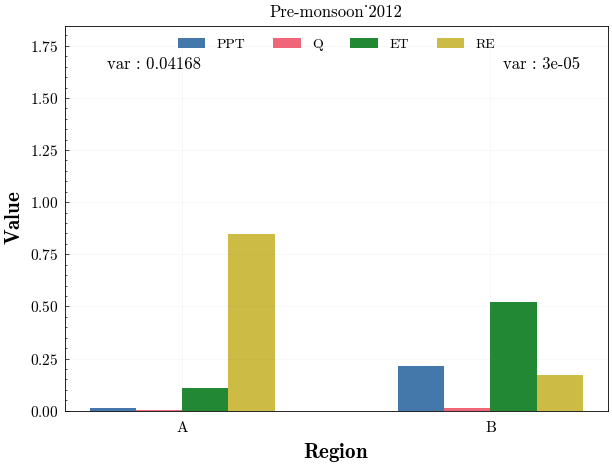 Pre-monsoon˙2012
PPT Q ET RE
var : 0.04168 var : 3e-05
1.75
1.50
1.25
1.00
0.75
0.50
0.25
0.00
Value
A B
Region